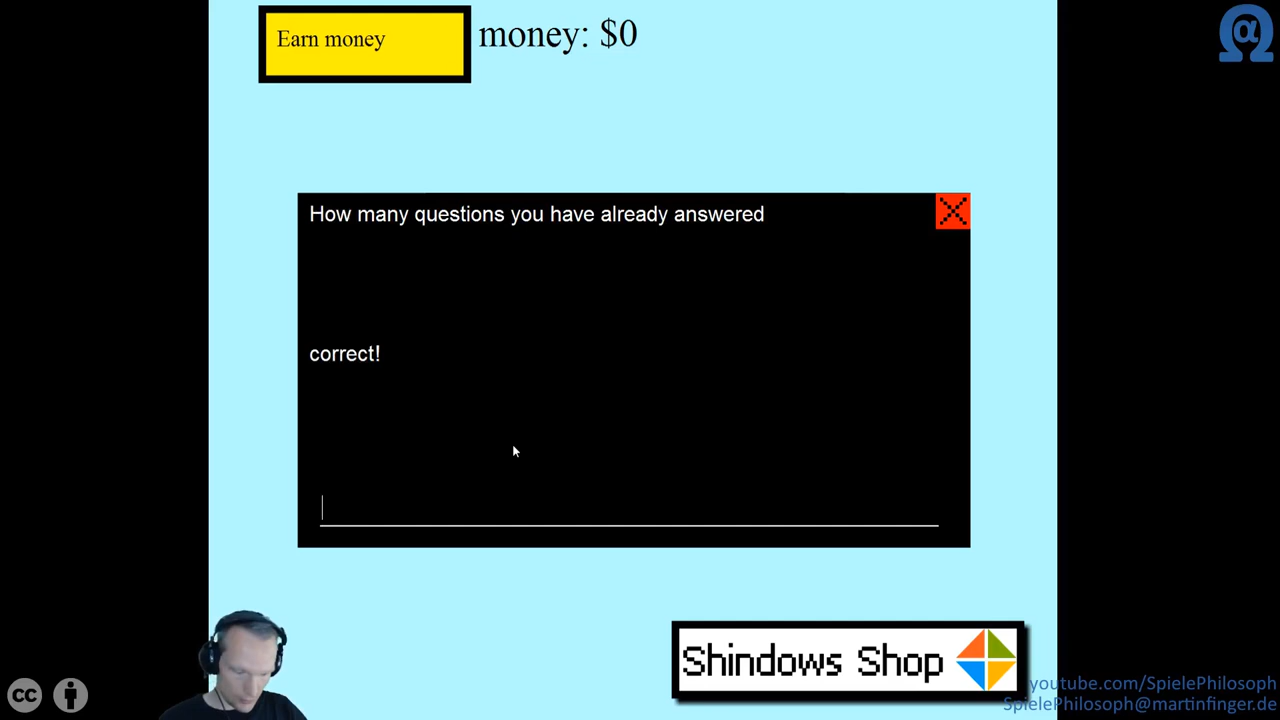 Earn money
money: $0
How many questions you have already answered
correct!
Shindows Shop
youtube.com/SpielePhilosoph
SpielePhilosoph@martinfinger.de
cc